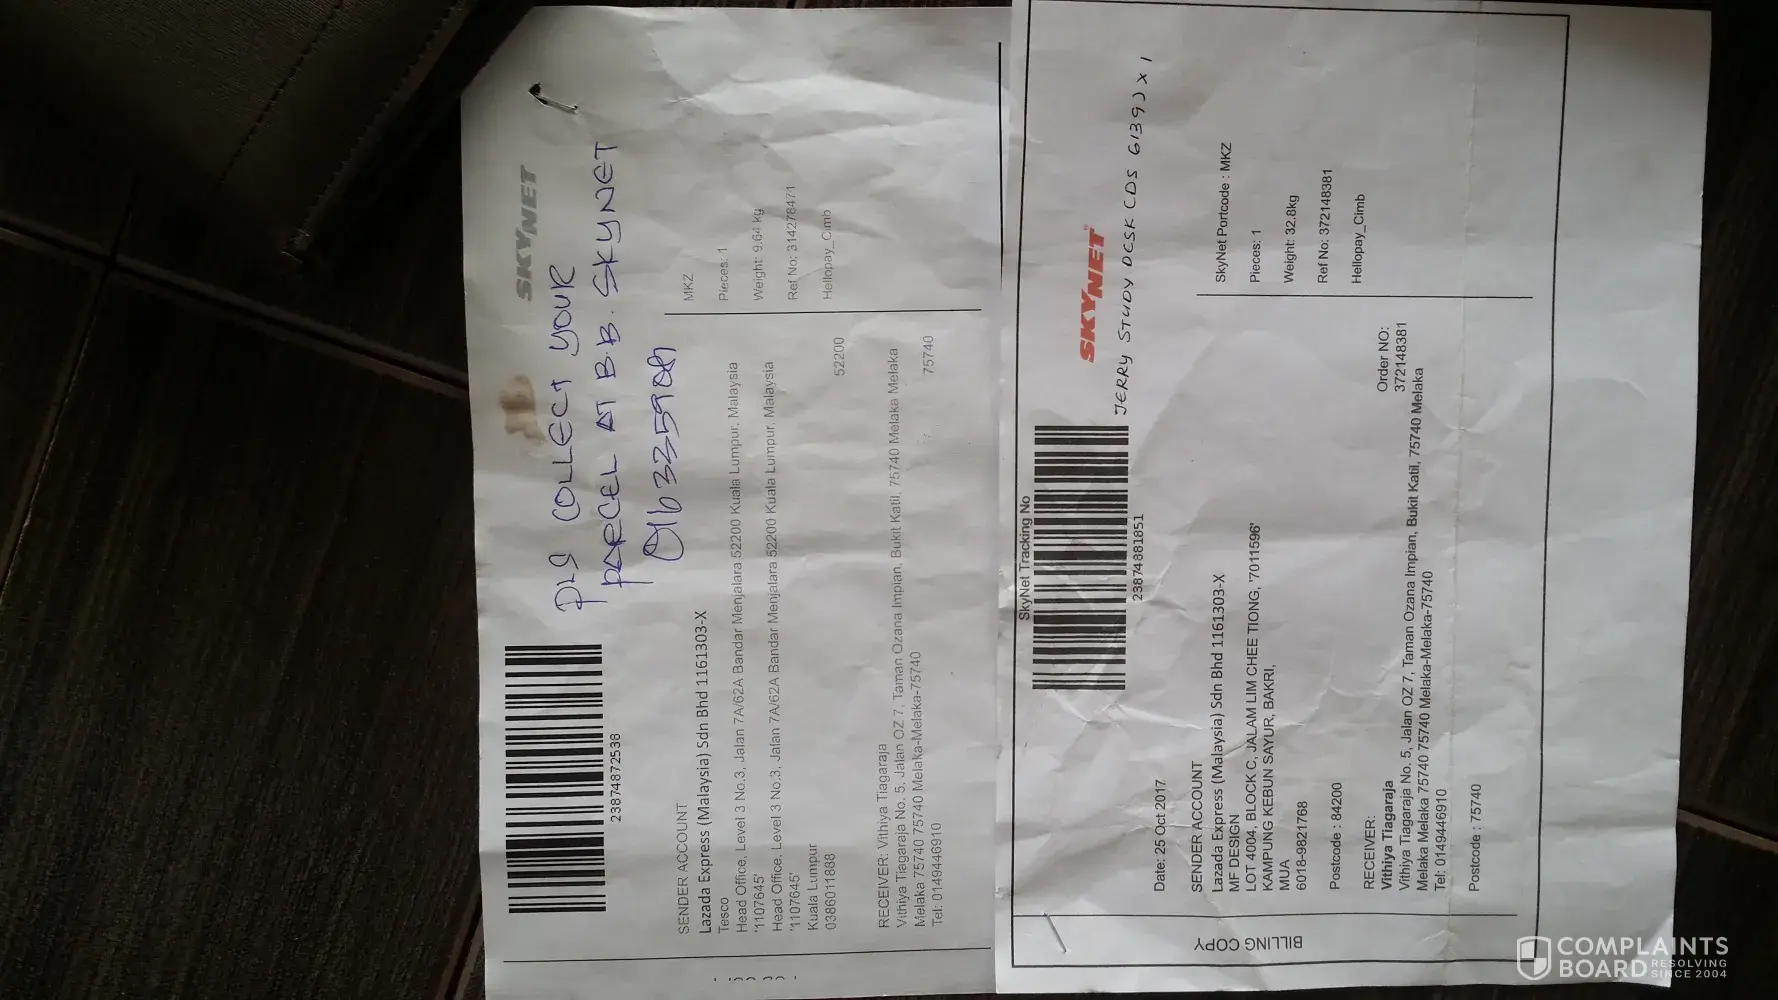 SKYNET
PLS COLLECT YOUR
PARCEL AT B.B. SKYNET
0163359081
23874872538
MKZ
Pieces: 1
Weight: 9.64 kg
Ref No: 314278471
Hellopay_Cimb
SENDER ACCOUNT
Lazada Express (Malaysia) Sdn Bhd 1161303-X
Tesco
Head Office, Level 3 No.3, Jalan 7A/62A Bandar Menjalara 52200 Kuala Lumpur, Malaysia
'1107645'
Head Office, Level 3 No.3, Jalan 7A/62A Bandar Menjalara 52200 Kuala Lumpur, Malaysia
'1107645'
Kuala Lumpur
0386011888 52200
RECEIVER: Vithiya Tiagaraja
Vithiya Tiagaraja No. 5, Jalan OZ 7, Taman Ozana Impian, Bukit Katil, 75740 Melaka Melaka
Melaka 75740 75740 Melaka-Melaka-75740
Tel: 0149446910 75740
SkyNet Tracking No
23874881851
SKYNET
JERRY STUDY DESK CDS 6139) X 1
SkyNet Portcode : MKZ
Pieces: 1
Weight: 32.8kg
Ref No: 372148381
Hellopay_Cimb
Date: 25 Oct 2017
SENDER ACCOUNT
Lazada Express (Malaysia) Sdn Bhd 1161303-X
MF DESIGN
LOT 4004, BLOCK C, JALAM LIM CHEE TIONG, '7011596'
KAMPUNG KEBUN SAYUR, BAKRI,
MUA
6018-9821768
Postcode : 84200
Order NO:
372148381
RECEIVER:
Vithiya Tiagaraja
Vithiya Tiagaraja No. 5, Jalan OZ 7, Taman Ozana Impian, Bukit Katil, 75740 Melaka
Melaka Melaka 75740 75740 Melaka-Melaka-75740
Tel: 0149446910
Postcode : 75740
BILLING COPY
COMPLAINTS
BOARD RESOLVING
SINCE 2004